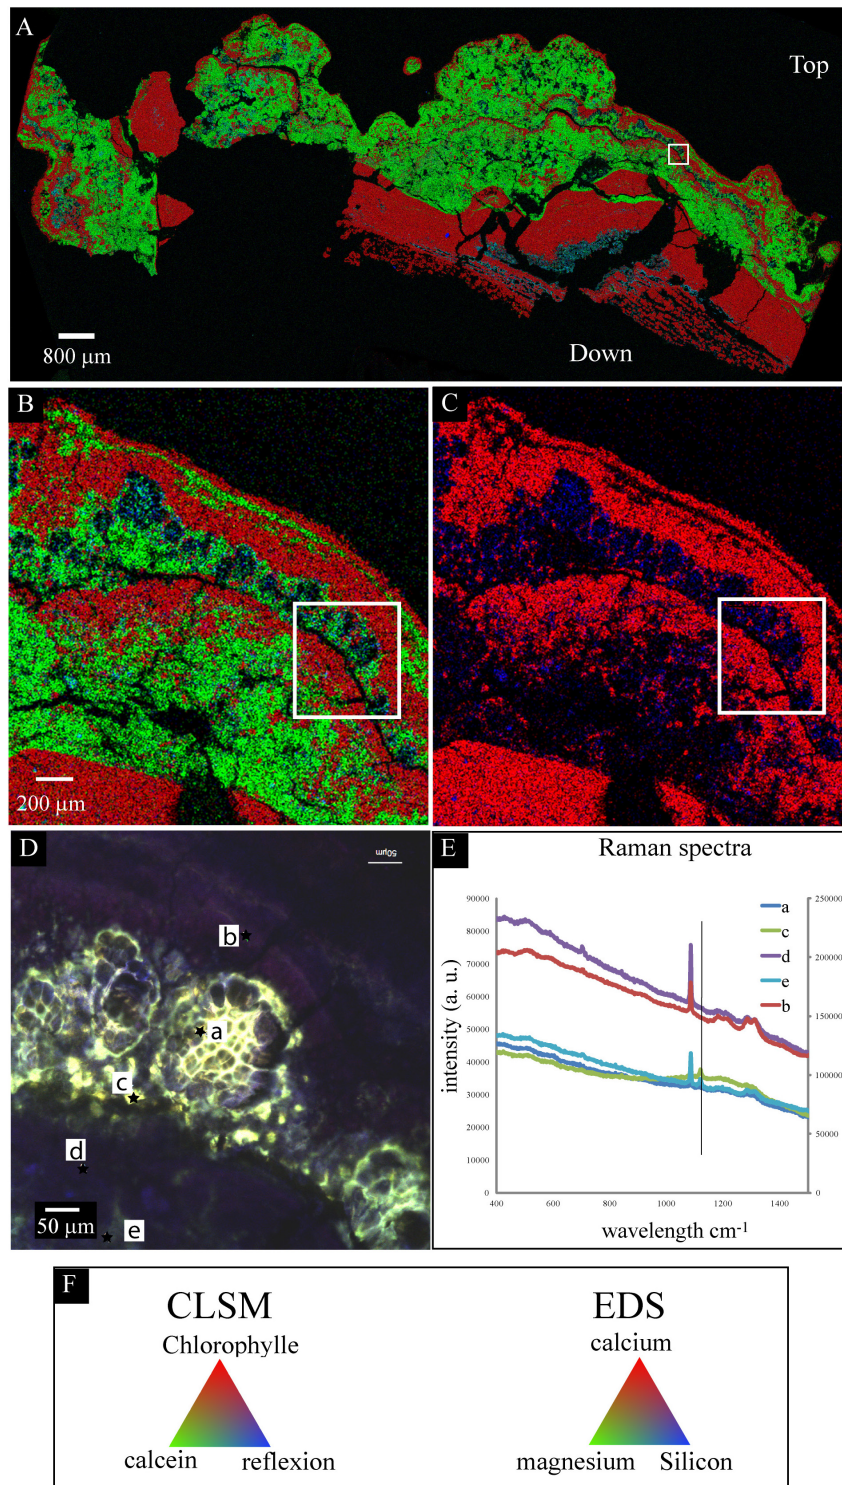 A
Top
800 µm
Down
B
C
200 µm
D
50µm
b
a
c
d
50 µm
e
E
Raman spectra
90000
80000
70000
60000
50000
40000
30000
20000
10000
0
250000
200000
150000
100000
50000
0
a
c
d
e
b
intensity (a. u.)
400 600 800 1000 1200 1400
wavelength cm-1
F
CLSM EDS
Chlorophylle calcium
calcein reflexion magnesium Silicon